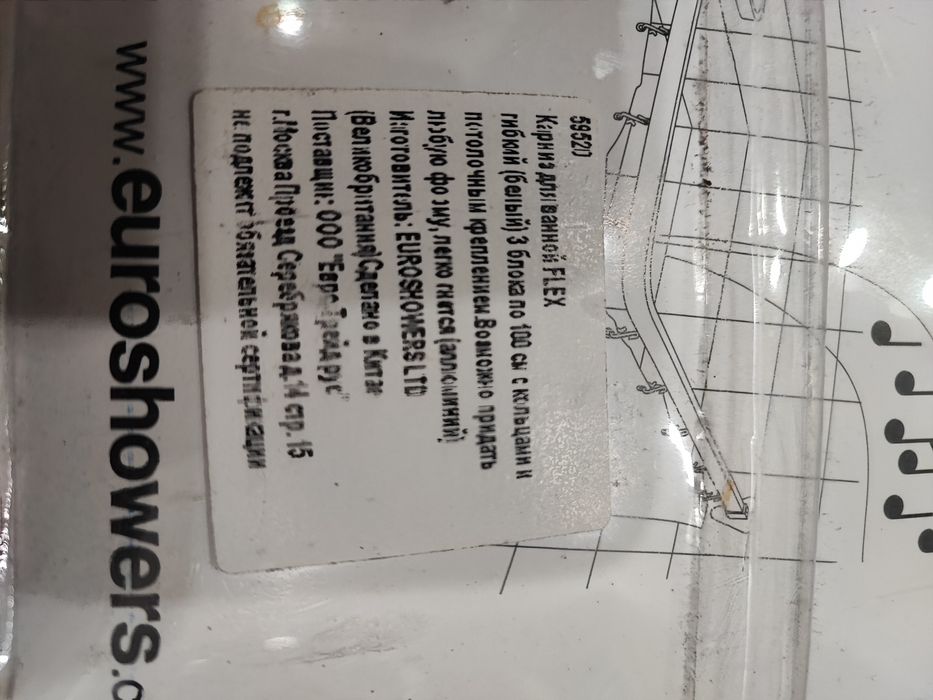 59520
Карниз для ванной FLEX
гибкий (белый) 3 блока по 100 см с кольцами и
потолочным креплением.Возможно придать
любую форму,легко гнется (аллюминий)
Изготовитель: EUROSHOWERS LTD
(Великобритания)Сделано в Китае
Поставщик: ООО "ЕвроТрейд рус"
г.Москва Проезд Серебрякова д.14 стр.15
не подлежит обязательной сертификации
www.euroshowers.c